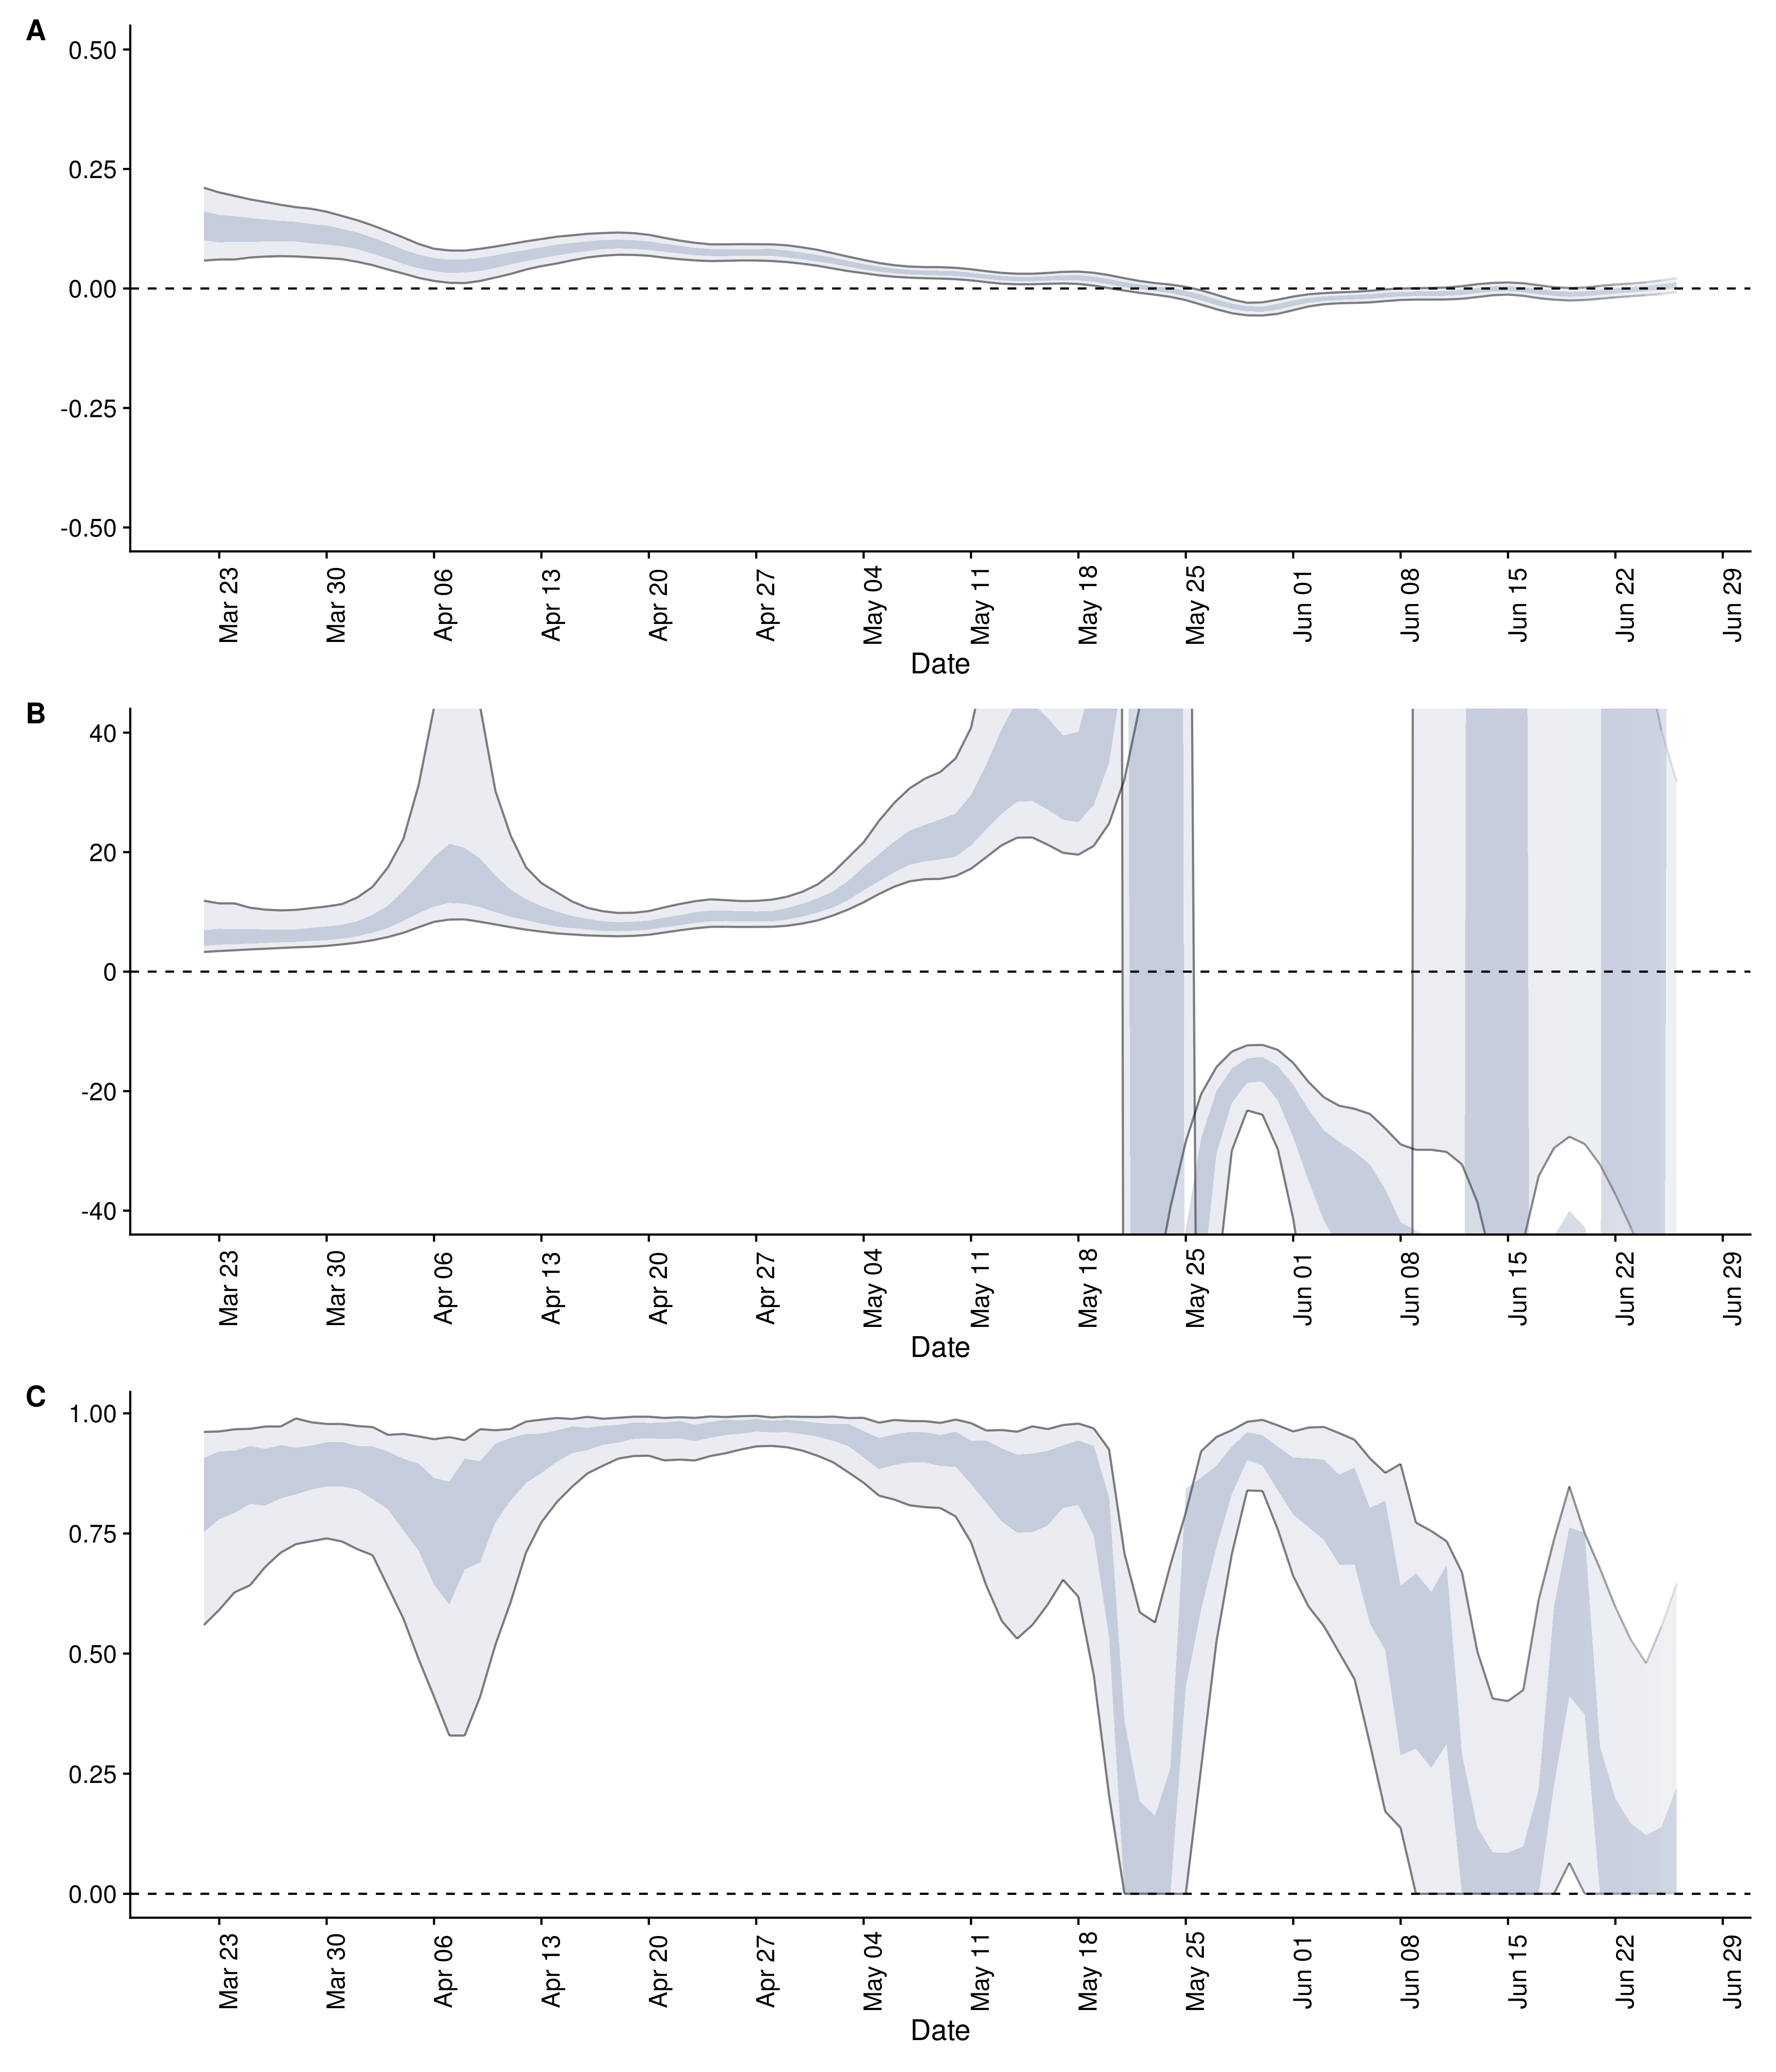 A
0.50
0.25
0.00
-0.25
-0.50
Mar 23
Mar 30
Apr 06
Apr 13
Apr 20
Apr 27
May 04
May 11
May 18
May 25
Jun 01
Jun 08
Jun 15
Jun 22
Jun 29
Date
B
40
20
0
-20
-40
Mar 23
Mar 30
Apr 06
Apr 13
Apr 20
Apr 27
May 04
May 11
May 18
May 25
Jun 01
Jun 08
Jun 15
Jun 22
Jun 29
Date
C
1.00
0.75
0.50
0.25
0.00
Mar 23
Mar 30
Apr 06
Apr 13
Apr 20
Apr 27
May 04
May 11
May 18
May 25
Jun 01
Jun 08
Jun 15
Jun 22
Jun 29
Date